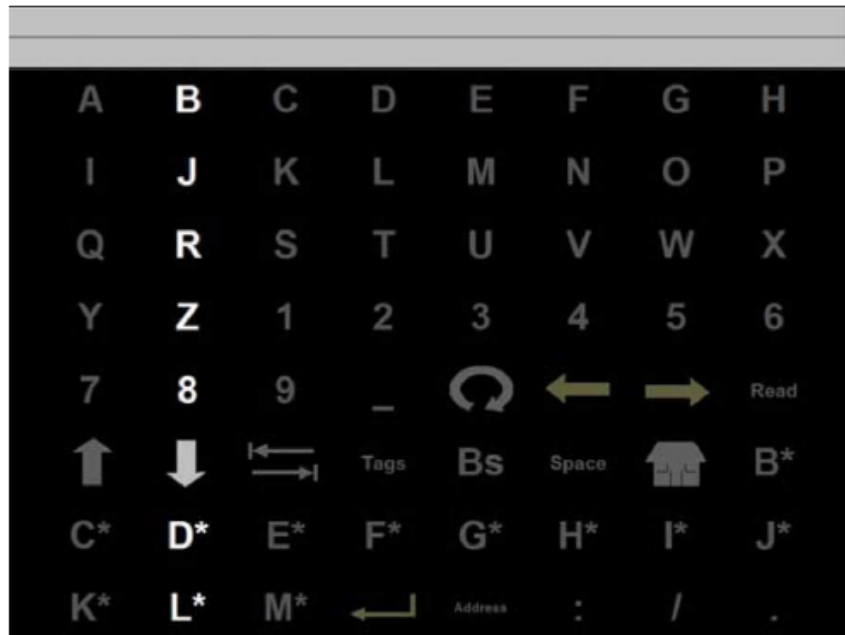 A B C D E F G H
I J K L M N O P
Q R S T U V W X
Y Z 1 2 3 4 5 6
7 8 9 _ Read
Tags Bs Space B*
C* D* E* F* G* H* I* J*
K* L* M* Address : / .